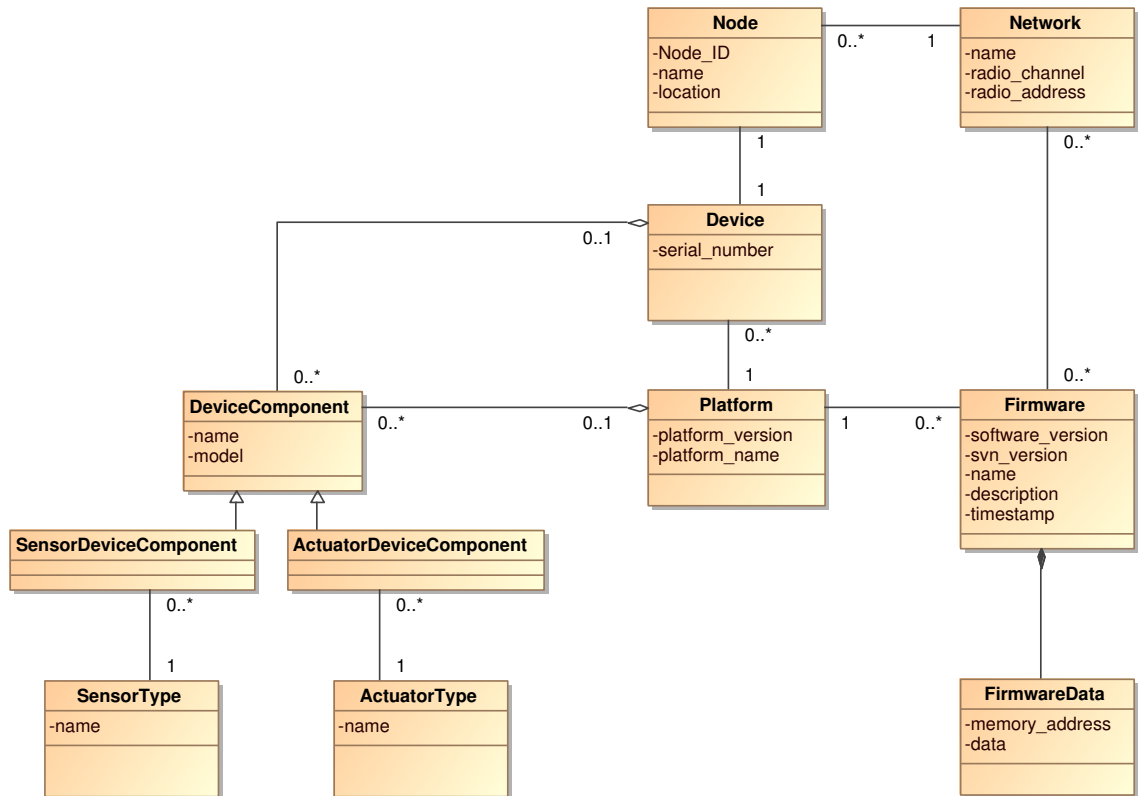 Node
-Node_ID
-name
-location
0..*
1
Network
-name
-radio_channel
-radio_address
1
0..*
1
Device
-serial_number
0..1
0..*
1
0..*
0..*
DeviceComponent
-name
-model
0..*
0..1
Platform
-platform_version
-platform_name
1
0..*
Firmware
-software_version
-svn_version
-name
-description
-timestamp
SensorDeviceComponent
ActuatorDeviceComponent
0..*
0..*
1
1
SensorType
-name
ActuatorType
-name
FirmwareData
-memory_address
-data